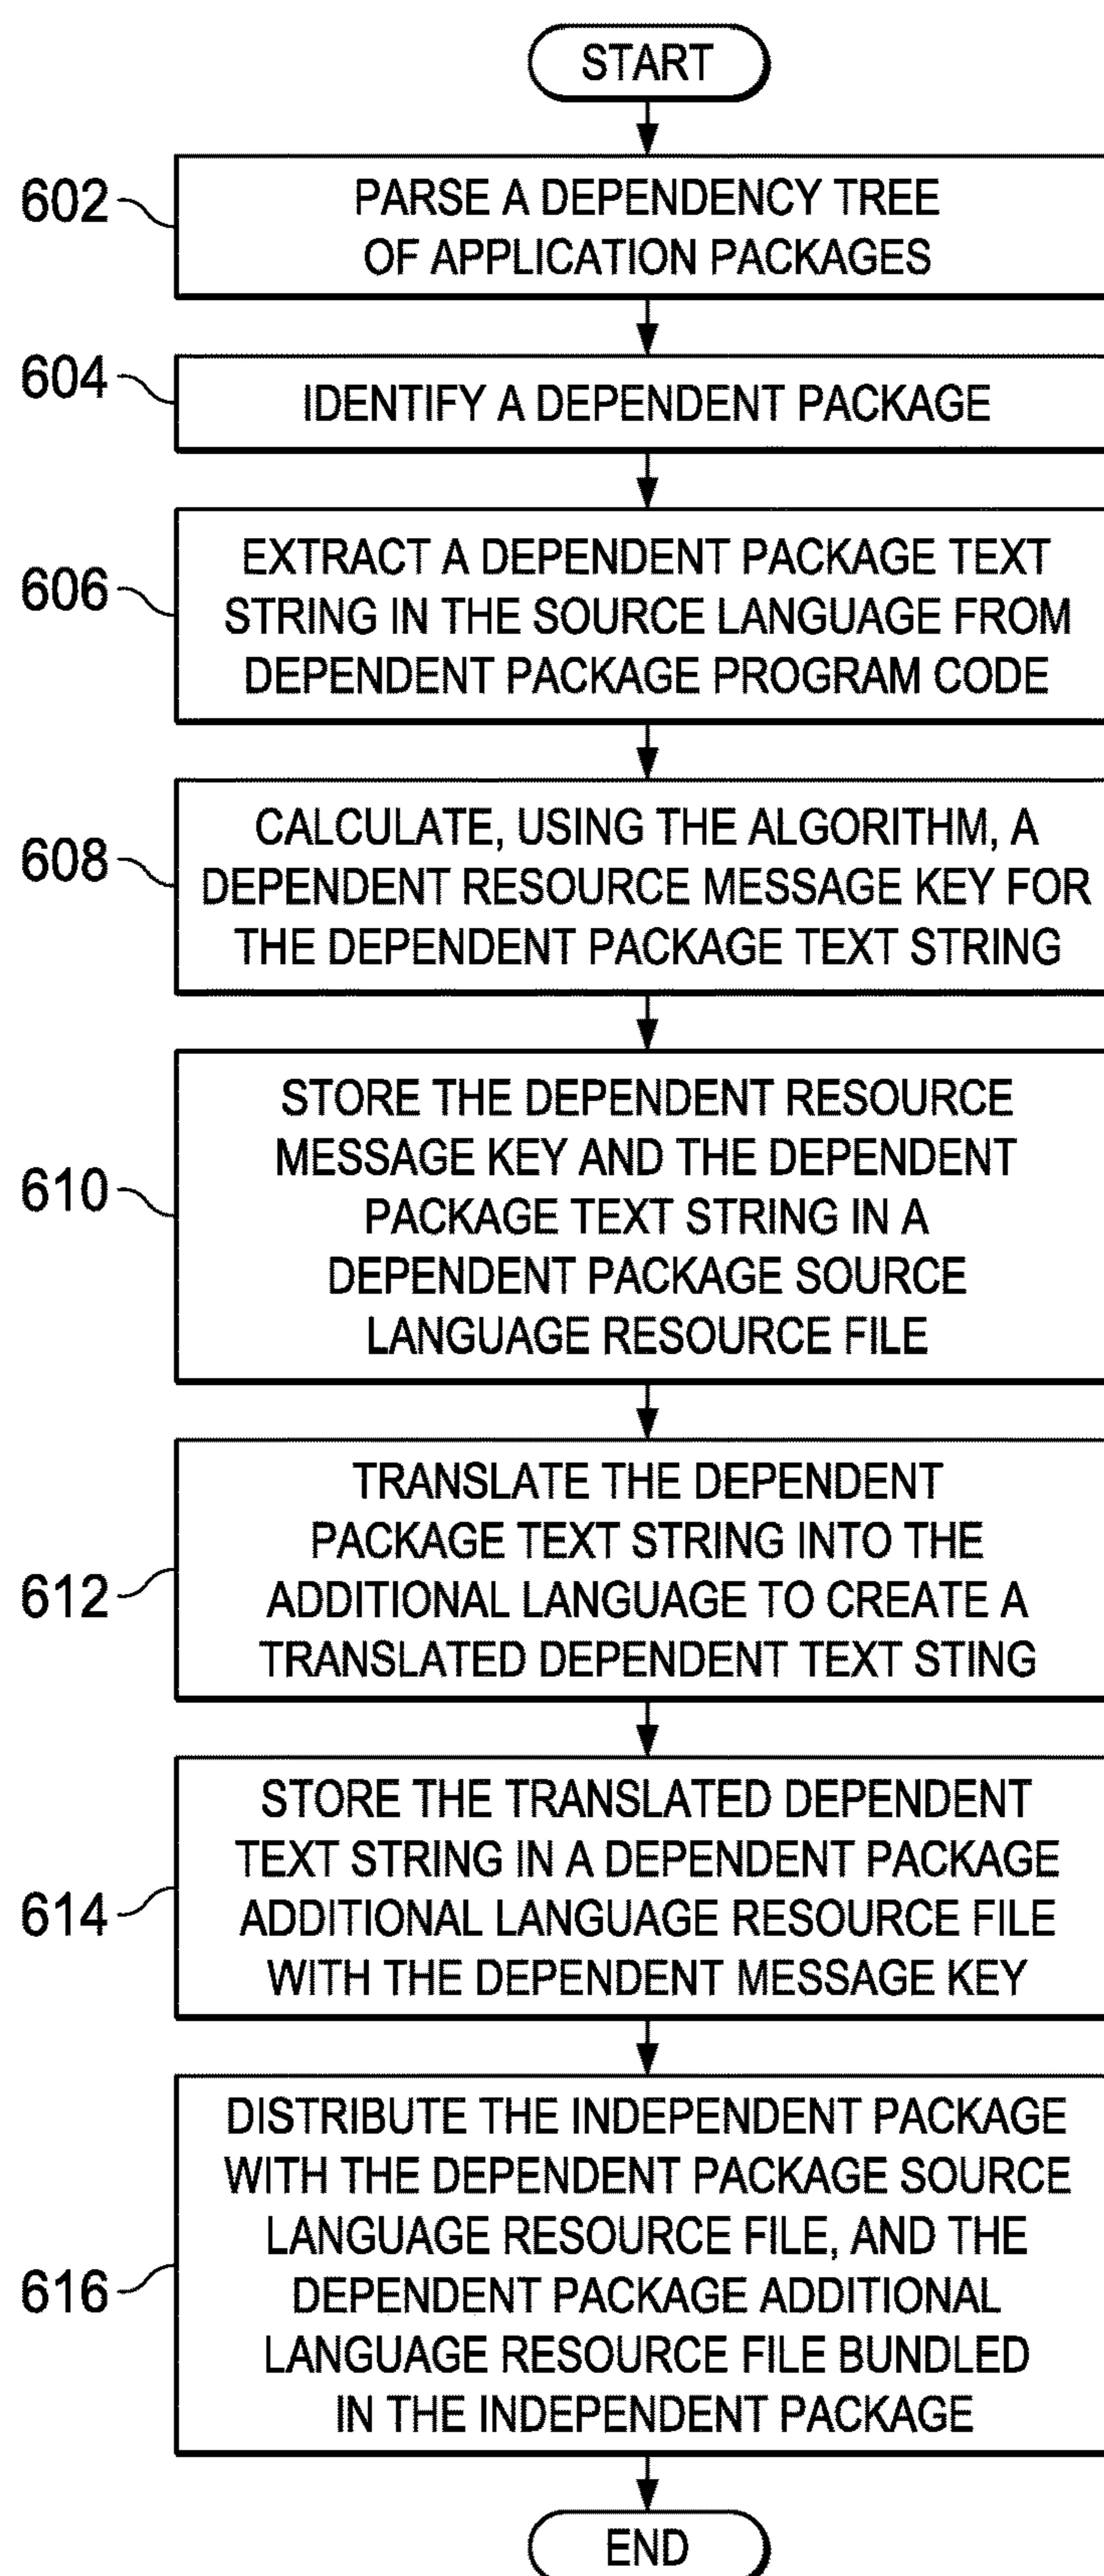 START
602
PARSE A DEPENDENCY TREE
OF APPLICATION PACKAGES
604
IDENTIFY A DEPENDENT PACKAGE
606
EXTRACT A DEPENDENT PACKAGE TEXT
STRING IN THE SOURCE LANGUAGE FROM
DEPENDENT PACKAGE PROGRAM CODE
608
CALCULATE, USING THE ALGORITHM, A
DEPENDENT RESOURCE MESSAGE KEY FOR
THE DEPENDENT PACKAGE TEXT STRING
610
STORE THE DEPENDENT RESOURCE
MESSAGE KEY AND THE DEPENDENT
PACKAGE TEXT STRING IN A
DEPENDENT PACKAGE SOURCE
LANGUAGE RESOURCE FILE
612
TRANSLATE THE DEPENDENT
PACKAGE TEXT STRING INTO THE
ADDITIONAL LANGUAGE TO CREATE A
TRANSLATED DEPENDENT TEXT STING
614
STORE THE TRANSLATED DEPENDENT
TEXT STRING IN A DEPENDENT PACKAGE
ADDITIONAL LANGUAGE RESOURCE FILE
WITH THE DEPENDENT MESSAGE KEY
616
DISTRIBUTE THE INDEPENDENT PACKAGE
WITH THE DEPENDENT PACKAGE SOURCE
LANGUAGE RESOURCE FILE, AND THE
DEPENDENT PACKAGE ADDITIONAL
LANGUAGE RESOURCE FILE BUNDLED
IN THE INDEPENDENT PACKAGE
END